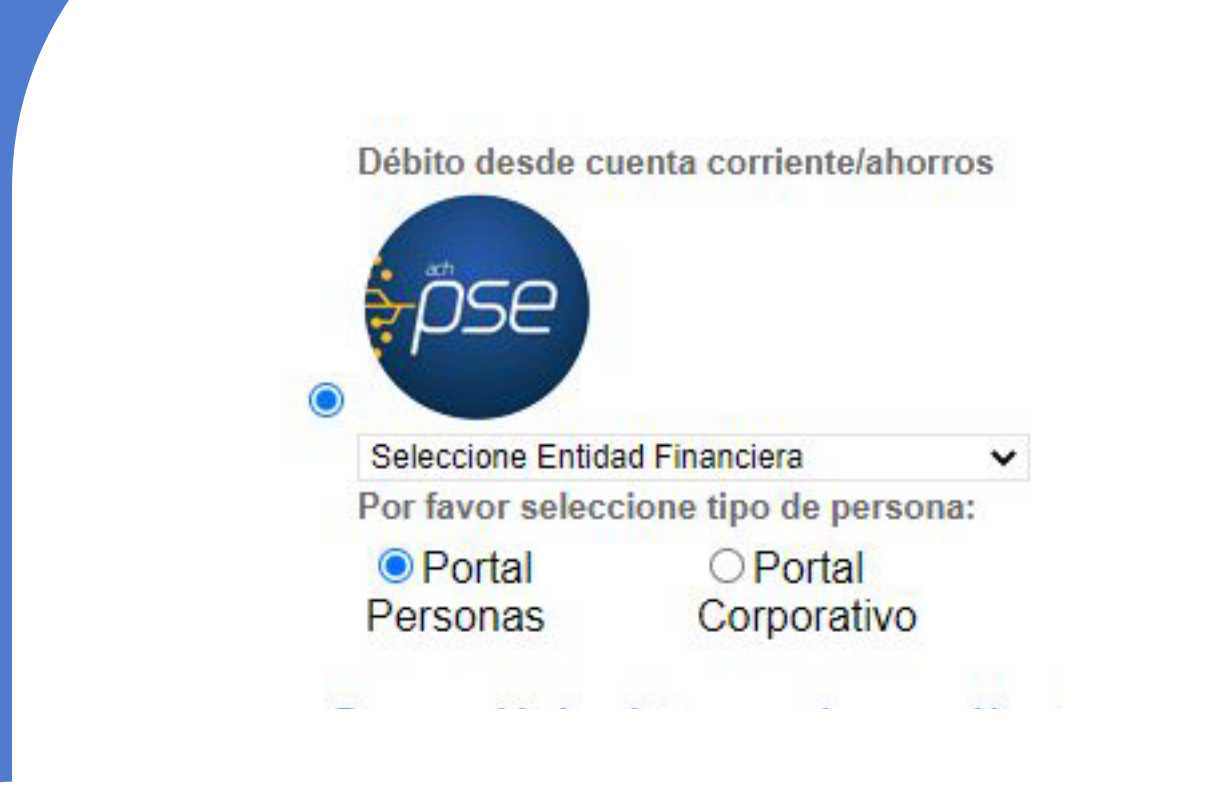 Débito desde cuenta corriente/ahorros
ach
pse
Seleccione Entidad Financiera
Por favor seleccione tipo de persona:
Portal Personas
Portal Corporativo